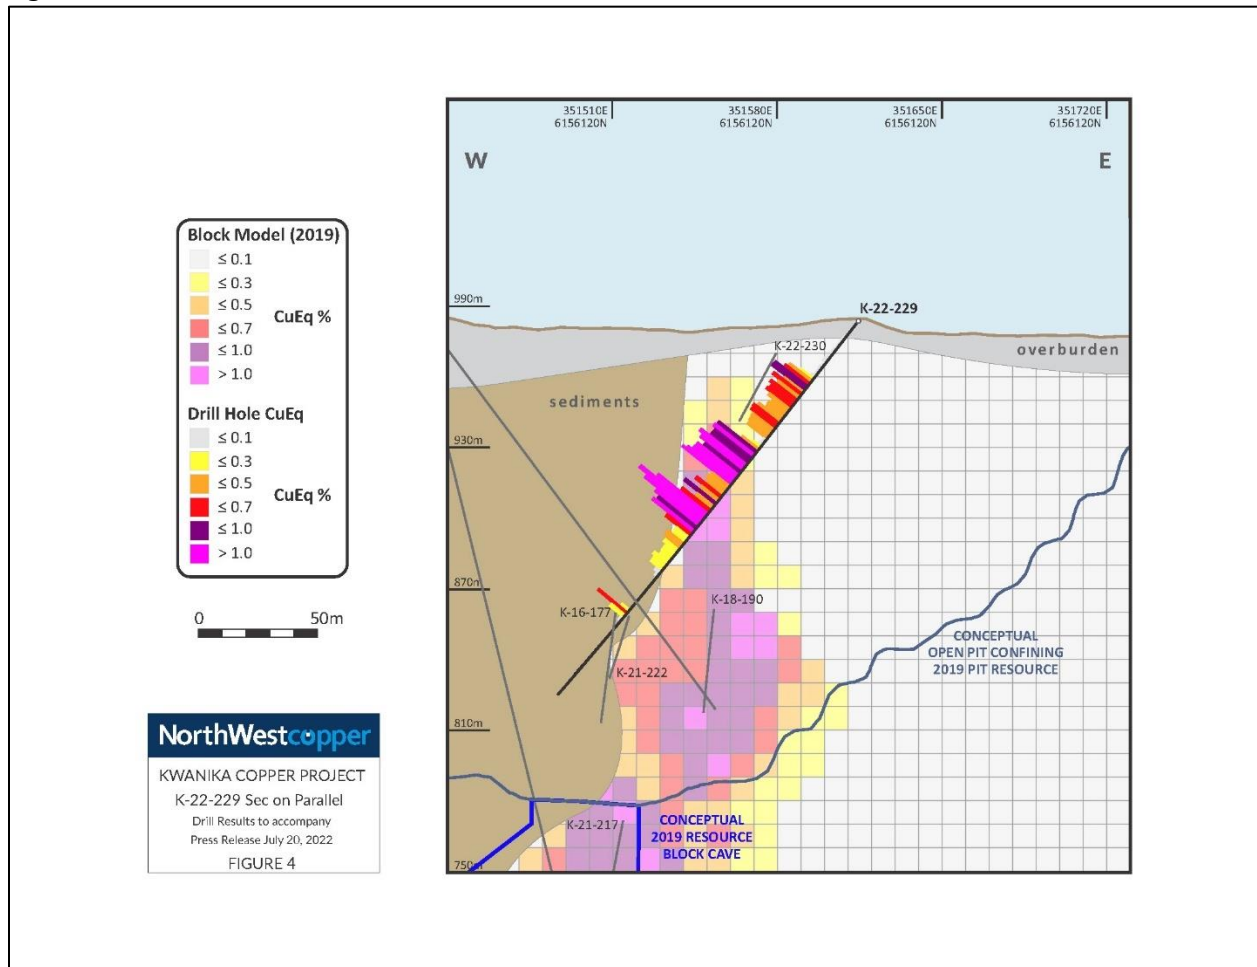 351510E
6156120N
351580E
6156120N
351650E
6156120N
351720E
6156120N
W
E
Block Model (2019)
≤ 0.1
≤ 0.3
≤ 0.5
≤ 0.7
≤ 1.0
> 1.0
CuEq %
Drill Hole CuEq
≤ 0.1
≤ 0.3
≤ 0.5
≤ 0.7
≤ 1.0
> 1.0
CuEq %
0 50m
990m
930m
870m
810m
750m
K-22-229
K-22-230
overburden
sediments
K-16-177
K-18-190
K-21-222
K-21-217
CONCEPTUAL
OPEN PIT CONFINING
2019 PIT RESOURCE
CONCEPTUAL
2019 RESOURCE
BLOCK CAVE
NorthWestcopper
KWANIKA COPPER PROJECT
K-22-229 Sec on Parallel
Drill Results to accompany
Press Release July 20, 2022
FIGURE 4